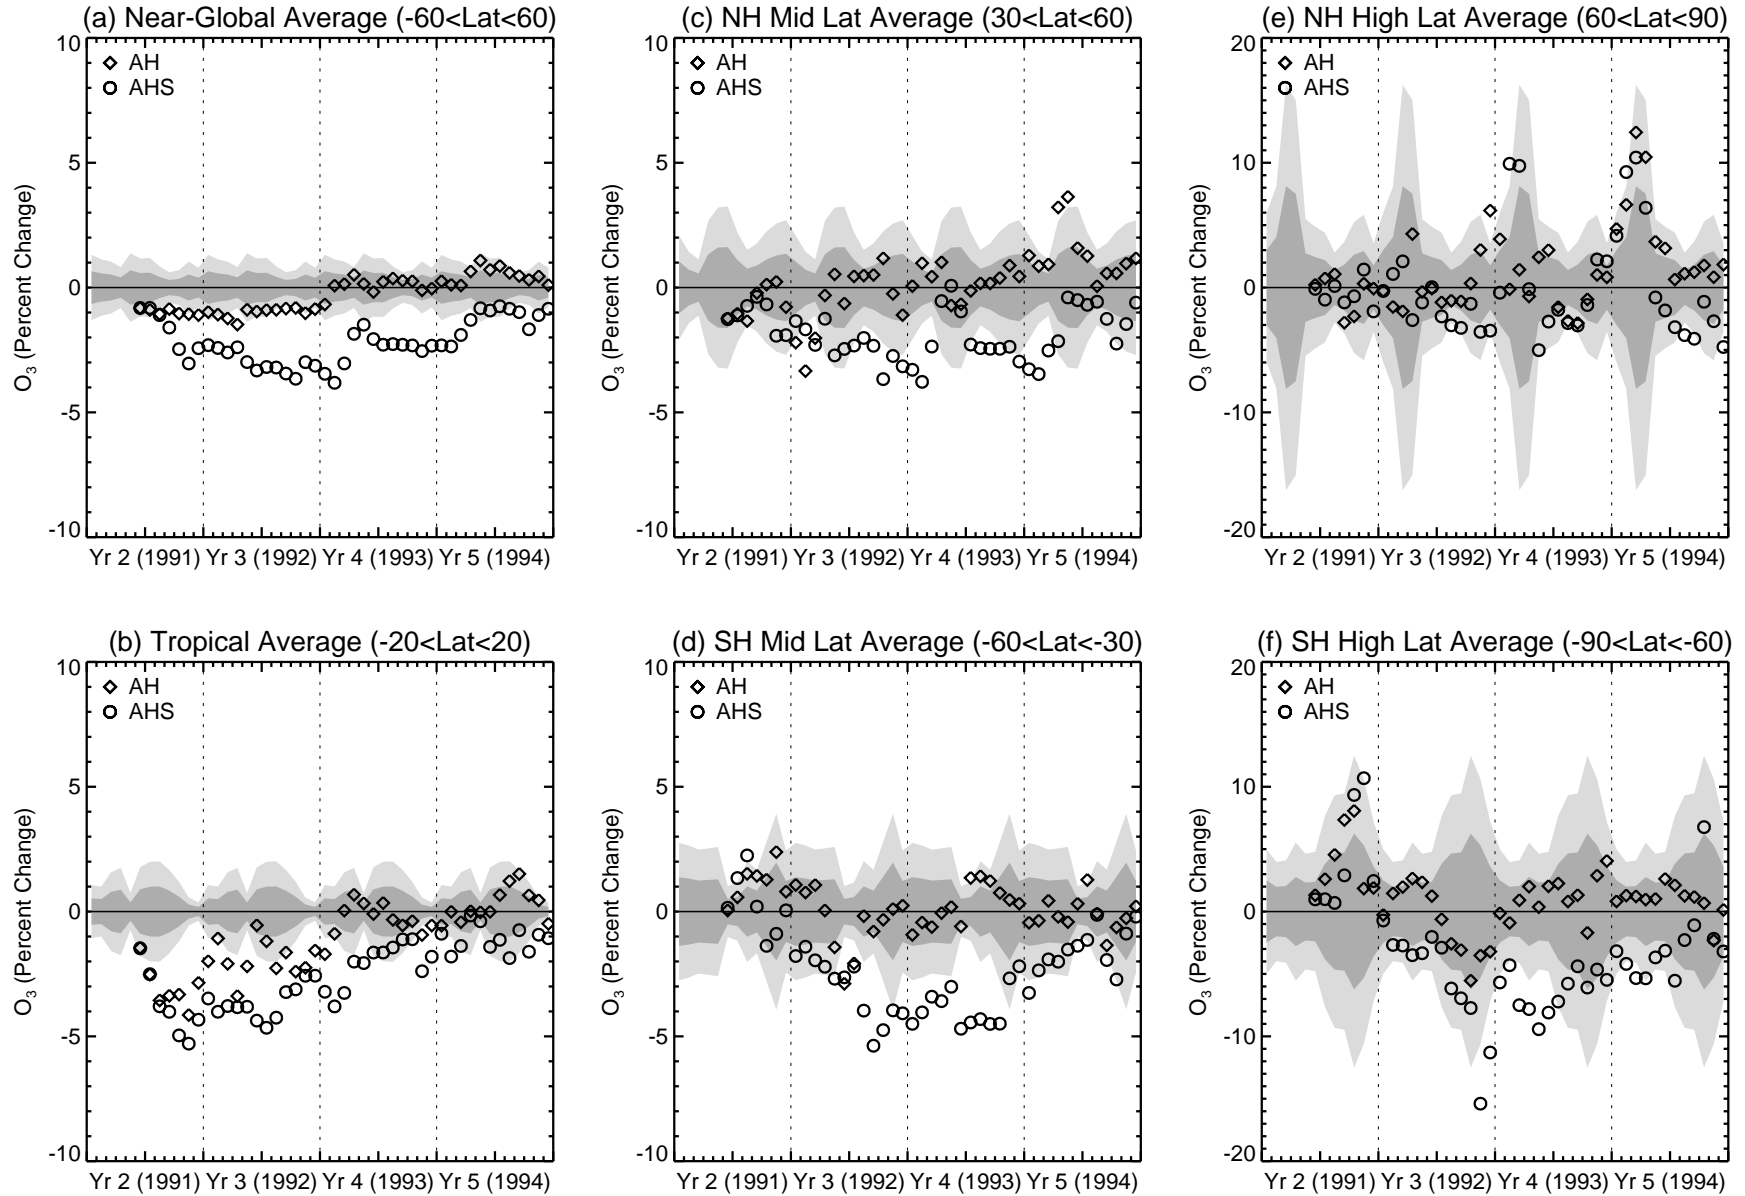 (a) Near-Global Average (-60<Lat<60)
10
AH
AHS
5
0
-5
-10
O3 (Percent Change)
Yr 2 (1991) Yr 3 (1992) Yr 4 (1993) Yr 5 (1994)
(c) NH Mid Lat Average (30<Lat<60)
10
AH
AHS
5
0
-5
-10
O3 (Percent Change)
Yr 2 (1991) Yr 3 (1992) Yr 4 (1993) Yr 5 (1994)
(e) NH High Lat Average (60<Lat<90)
20
AH
AHS
10
0
-10
-20
O3 (Percent Change)
Yr 2 (1991) Yr 3 (1992) Yr 4 (1993) Yr 5 (1994)
(b) Tropical Average (-20<Lat<20)
10
AH
AHS
5
0
-5
-10
O3 (Percent Change)
Yr 2 (1991) Yr 3 (1992) Yr 4 (1993) Yr 5 (1994)
(d) SH Mid Lat Average (-60<Lat<-30)
10
AH
AHS
5
0
-5
-10
O3 (Percent Change)
Yr 2 (1991) Yr 3 (1992) Yr 4 (1993) Yr 5 (1994)
(f) SH High Lat Average (-90<Lat<-60)
20
AH
AHS
10
0
-10
-20
O3 (Percent Change)
Yr 2 (1991) Yr 3 (1992) Yr 4 (1993) Yr 5 (1994)